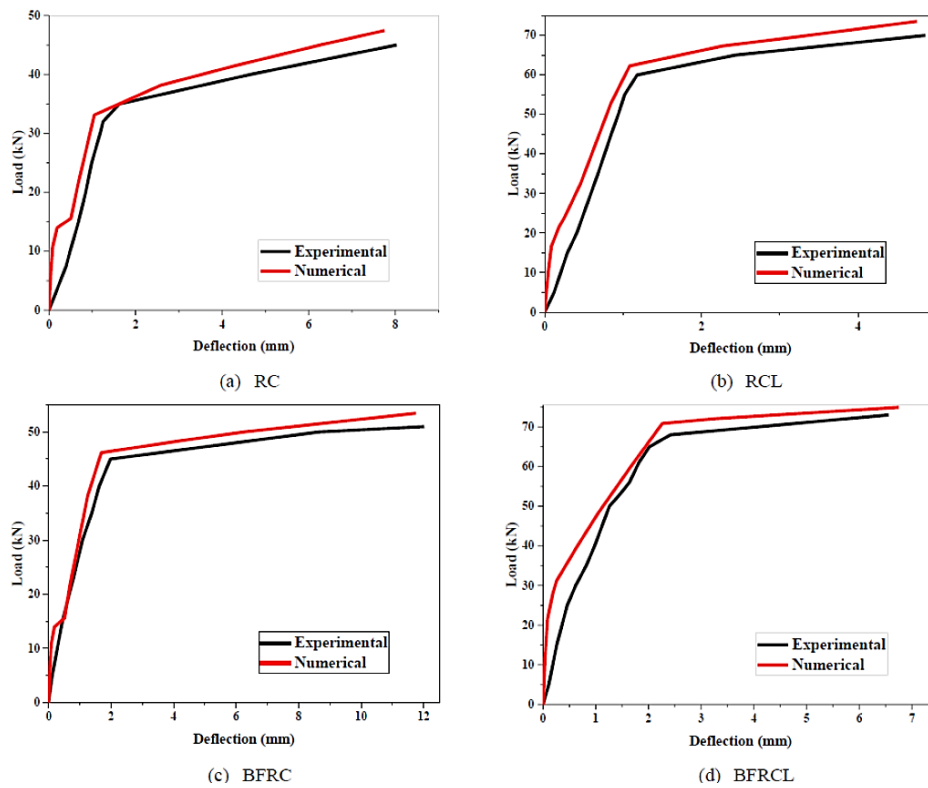 50
40
30
20
10
0
Load (kN)
Experimental
Numerical
0 2 4 6 8
Deflection (mm)
(a) RC
70
60
50
40
30
20
10
0
Load (kN)
Experimental
Numerical
0 2 4
Deflection (mm)
(b) RCL
50
40
30
20
10
0
Load (kN)
Experimental
Numerical
0 2 4 6 8 10 12
Deflection (mm)
(c) BFRC
70
60
50
40
30
20
10
0
Load (kN)
Experimental
Numerical
0 1 2 3 4 5 6 7
Deflection (mm)
(d) BFRCL